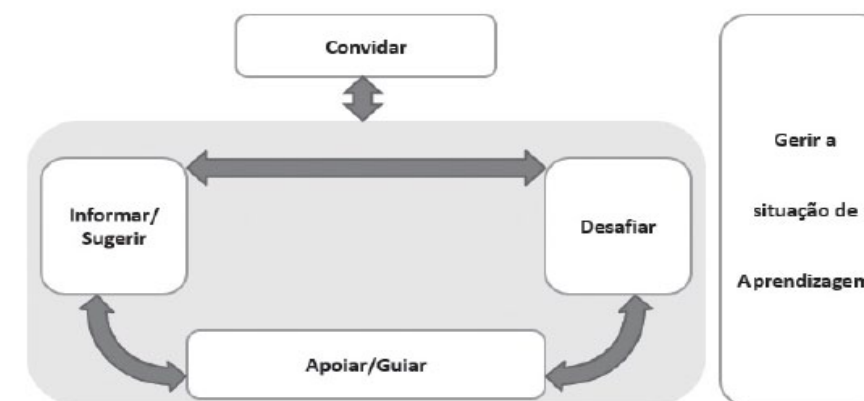 Convidar
Informar/
Sugerir
Desafiar
Apoiar/Guiar
Gerir a
situação de
Aprendizagem